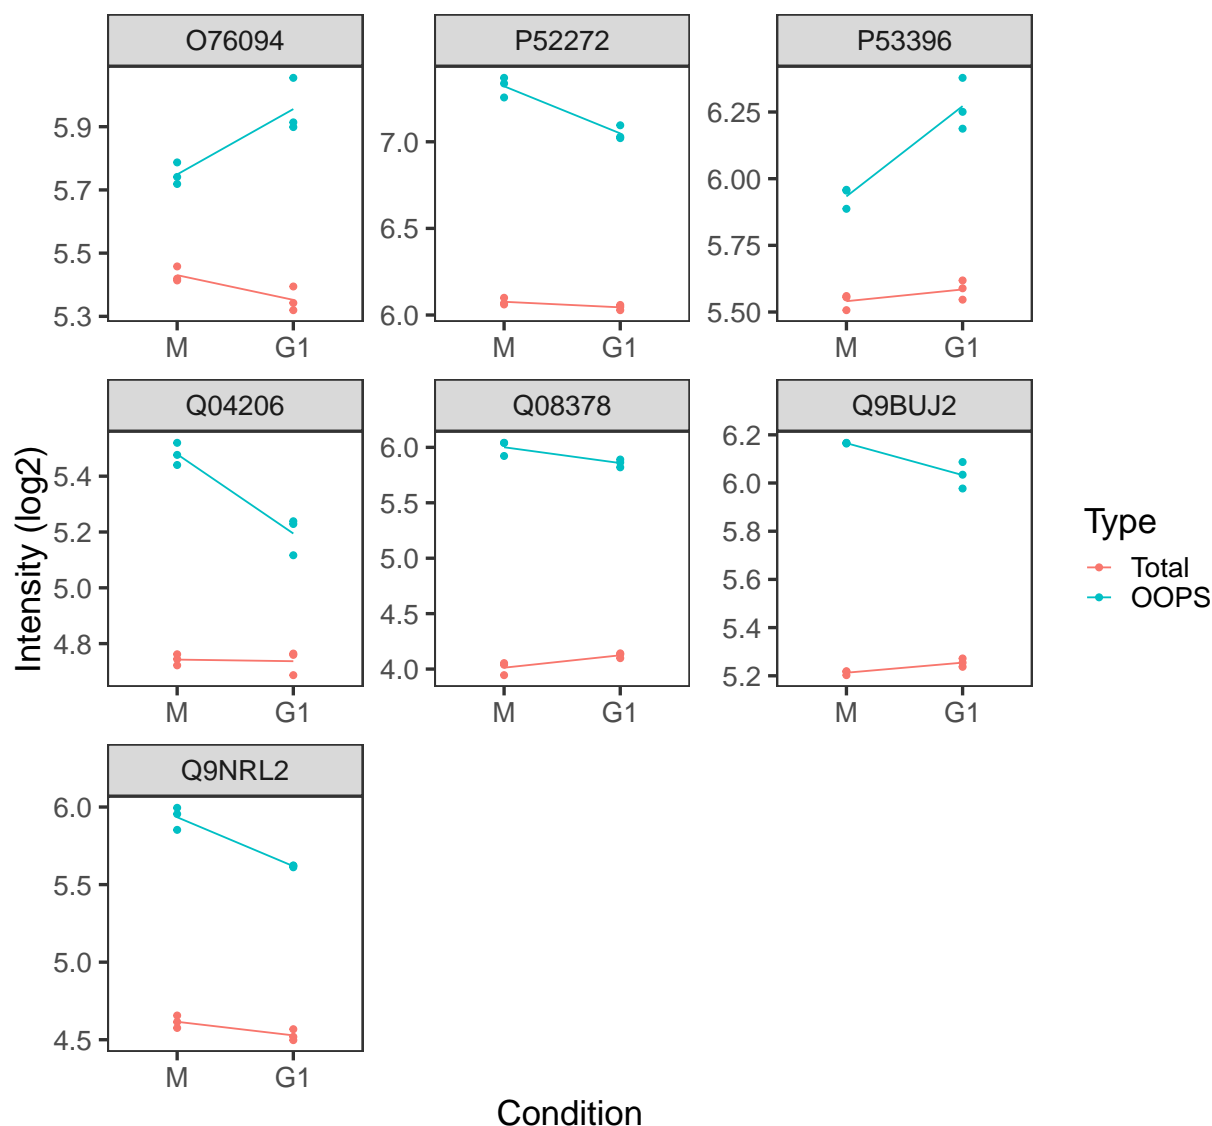 O76094 P52272 P53396
5.9 7.0 6.25
5.7 6.5 6.00
5.5 6.0 5.75
5.3 5.50
M G1 M G1 M G1
Q04206 Q08378 Q9BUJ2
5.4 6.0 6.2
5.2 5.5 6.0
5.0 5.0 5.8
4.8 4.5 5.6
4.0 5.4
5.2
M G1 M G1 M G1
Q9NRL2
6.0
5.5
5.0
4.5
M G1
Condition
Intensity (log2)
Type
Total
OOPS